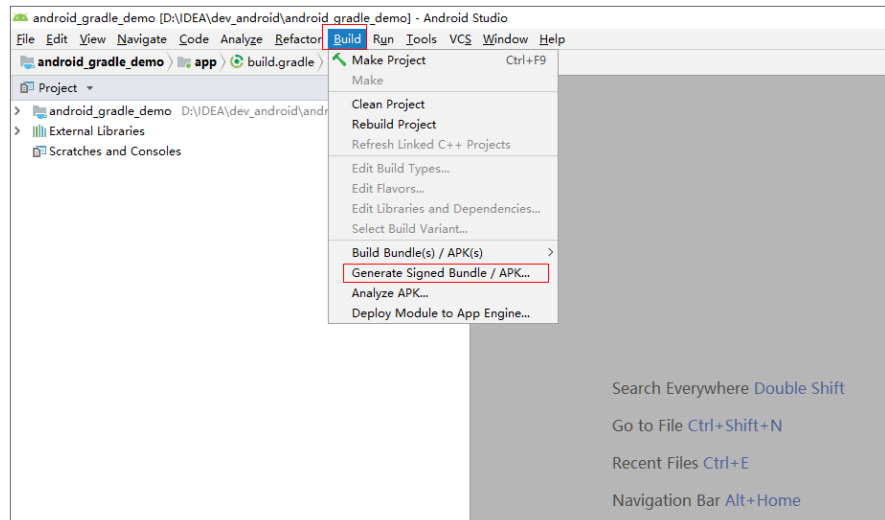 android_gradle_demo [D:\IDEA\dev_android\android_gradle_demo] - Android Studio
File Edit View Navigate Code Analyze Refactor Build Run Tools VCS Window Help
android_gradle_demo app build.gradle
Make Project Ctrl+F9
Project
Make
android_gradle_demo D:\IDEA\dev_android\andr
External Libraries
Scratches and Consoles
Clean Project
Rebuild Project
Refresh Linked C++ Projects
Edit Build Types...
Edit Flavors...
Edit Libraries and Dependencies...
Select Build Variant...
Build Bundle(s) / APK(s)
Generate Signed Bundle / APK...
Analyze APK...
Deploy Module to App Engine...
Search Everywhere Double Shift
Go to File Ctrl+Shift+N
Recent Files Ctrl+E
Navigation Bar Alt+Home